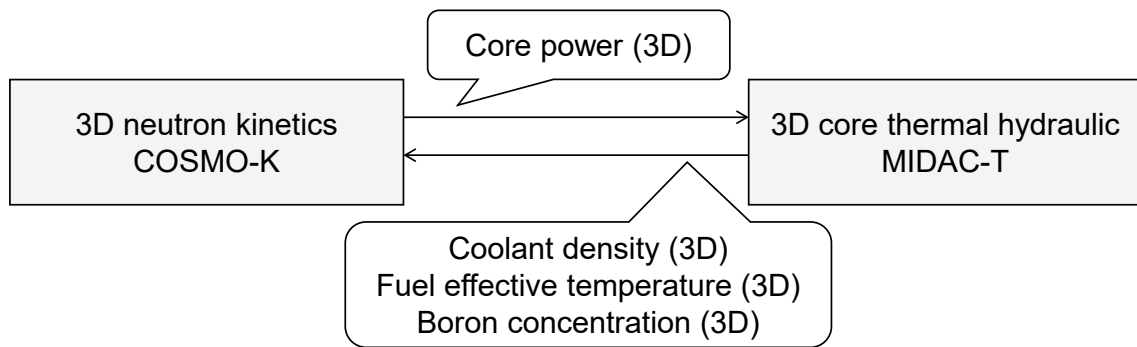 Core power (3D)
3D neutron kinetics
COSMO-K
3D core thermal hydraulic
MIDAC-T
Coolant density (3D)
Fuel effective temperature (3D)
Boron concentration (3D)